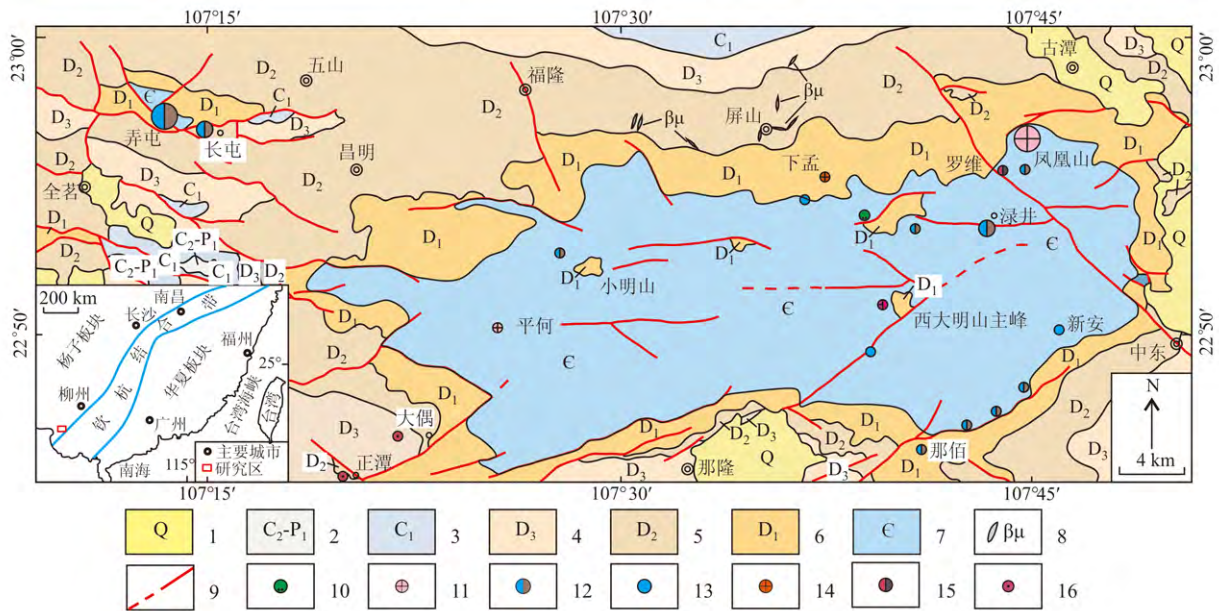 107°15′ 107°30′ 107°45′
23°00′ 23°00′
C₁ 古潭 D₃ Q
D₂ D₂ 五山 福隆 D₃ D₂ Q D₂
D₁ Є D₁ C₁ βμ βμ 屏山 D₁
D₃ 弄屯 长屯 D₃ 罗维 凤凰山 D₁
D₂ 昌明 D₂ D₁ 下孟 D₁ D₁ D₂
全茗 D₃ C₁
D₁ Q C₂-P₁ D₁ D₁ 渌井 Є Q
D₂ C₂-P₁ C₁ C₁ D₃ D₂ D₁ 小明山 D₁ D₁
200 km 南昌 D₁ Є 西大明山主峰 新安
22°50′ 长沙 平何 22°50′
杨子板块 钦杭结合带 福州 D₂ Є 中东
华夏板块 25° D₂
柳州 台湾海峡 台湾 D₁ N
广州 大偶 D₁ D₂ D₃ D₁
主要城市 D₃ Q 那佰 D₃
研究区 D₂ 正潭 D₃ 那隆 D₃ D₁ 4 km
南海 115°
107°15′ 107°30′ 107°45′
Q 1 C₂-P₁ 2 C₁ 3 D₃ 4 D₂ 5 D₁ 6 Є 7 βμ 8
9 10 11 12 13 14 15 16